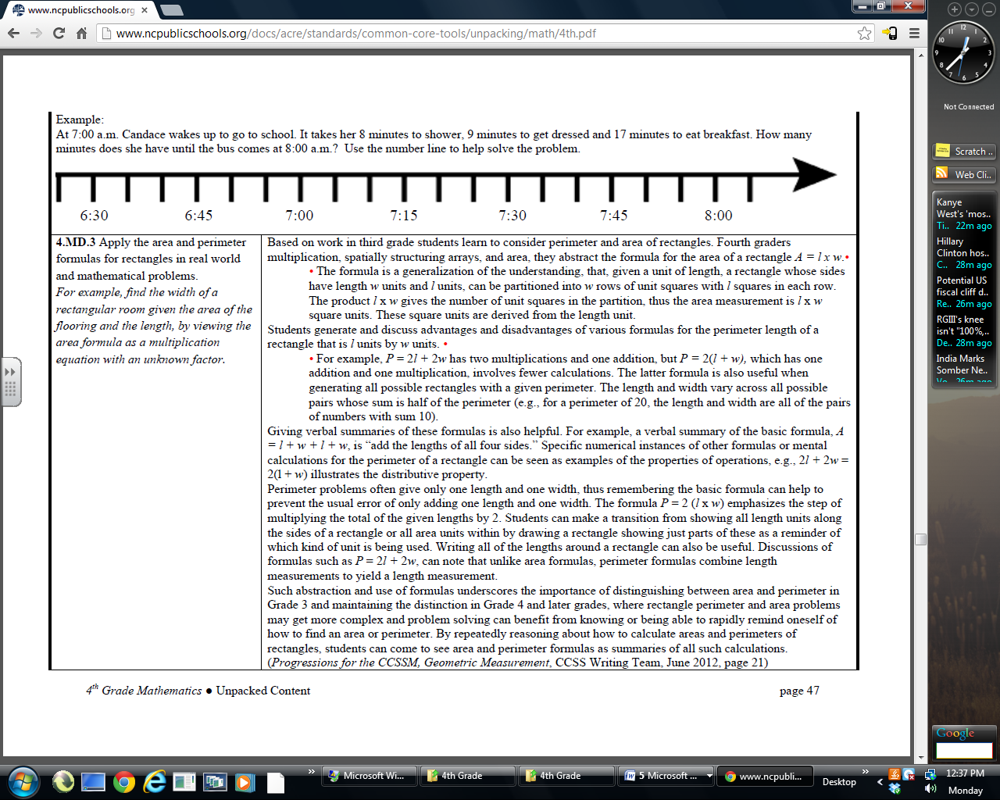 www.ncpublicschools.org
www.ncpublicschools.org/docs/acre/standards/common-core-tools/unpacking/math/4th.pdf
Example:
At 7:00 a.m. Candace wakes up to go to school. It takes her 8 minutes to shower, 9 minutes to get dressed and 17 minutes to eat breakfast. How many
minutes does she have until the bus comes at 8:00 a.m.? Use the number line to help solve the problem.
6:30 6:45 7:00 7:15 7:30 7:45 8:00
4.MD.3 Apply the area and perimeter
formulas for rectangles in real world
and mathematical problems.
For example, find the width of a
rectangular room given the area of the
flooring and the length, by viewing the
area formula as a multiplication
equation with an unknown factor.
Based on work in third grade students learn to consider perimeter and area of rectangles. Fourth graders
multiplication, spatially structuring arrays, and area, they abstract the formula for the area of a rectangle A = l x w.•
• The formula is a generalization of the understanding, that, given a unit of length, a rectangle whose sides
have length w units and l units, can be partitioned into w rows of unit squares with l squares in each row.
The product l x w gives the number of unit squares in the partition, thus the area measurement is l x w
square units. These square units are derived from the length unit.
Students generate and discuss advantages and disadvantages of various formulas for the perimeter length of a
rectangle that is l units by w units. •
• For example, P = 2l + 2w has two multiplications and one addition, but P = 2(l + w), which has one
addition and one multiplication, involves fewer calculations. The latter formula is also useful when
generating all possible rectangles with a given perimeter. The length and width vary across all possible
pairs whose sum is half of the perimeter (e.g., for a perimeter of 20, the length and width are all of the pairs
of numbers with sum 10).
Giving verbal summaries of these formulas is also helpful. For example, a verbal summary of the basic formula, A
= l + w + l + w, is “add the lengths of all four sides.” Specific numerical instances of other formulas or mental
calculations for the perimeter of a rectangle can be seen as examples of the properties of operations, e.g., 2l + 2w =
2(l + w) illustrates the distributive property.
Perimeter problems often give only one length and one width, thus remembering the basic formula can help to
prevent the usual error of only adding one length and one width. The formula P = 2 (l x w) emphasizes the step of
multiplying the total of the given lengths by 2. Students can make a transition from showing all length units along
the sides of a rectangle or all area units within by drawing a rectangle showing just parts of these as a reminder of
which kind of unit is being used. Writing all of the lengths around a rectangle can also be useful. Discussions of
formulas such as P = 2l + 2w, can note that unlike area formulas, perimeter formulas combine length
measurements to yield a length measurement.
Such abstraction and use of formulas underscores the importance of distinguishing between area and perimeter in
Grade 3 and maintaining the distinction in Grade 4 and later grades, where rectangle perimeter and area problems
may get more complex and problem solving can benefit from knowing or being able to rapidly remind oneself of
how to find an area or perimeter. By repeatedly reasoning about how to calculate areas and perimeters of
rectangles, students can come to see area and perimeter formulas as summaries of all such calculations.
(Progressions for the CCSSM, Geometric Measurement, CCSS Writing Team, June 2012, page 21)
4th Grade Mathematics ● Unpacked Content
page 47
12 1 2 3 4 5 6 7 8 9 10 11
Not Connected
Scratch ..
Web Cli..
Kanye
West's 'mos..
Ti.. 22m ago
Hillary
Clinton hos..
C.. 28m ago
Potential US
fiscal cliff d..
Re.. 26m ago
RGIII's knee
isn't "100%,..
De.. 28m ago
India Marks
Somber Ne..
26m ago
Google
Microsoft Wi...
4th Grade
4th Grade
5 Microsoft ...
www.ncpubli...
Desktop
12:37 PM
Monday